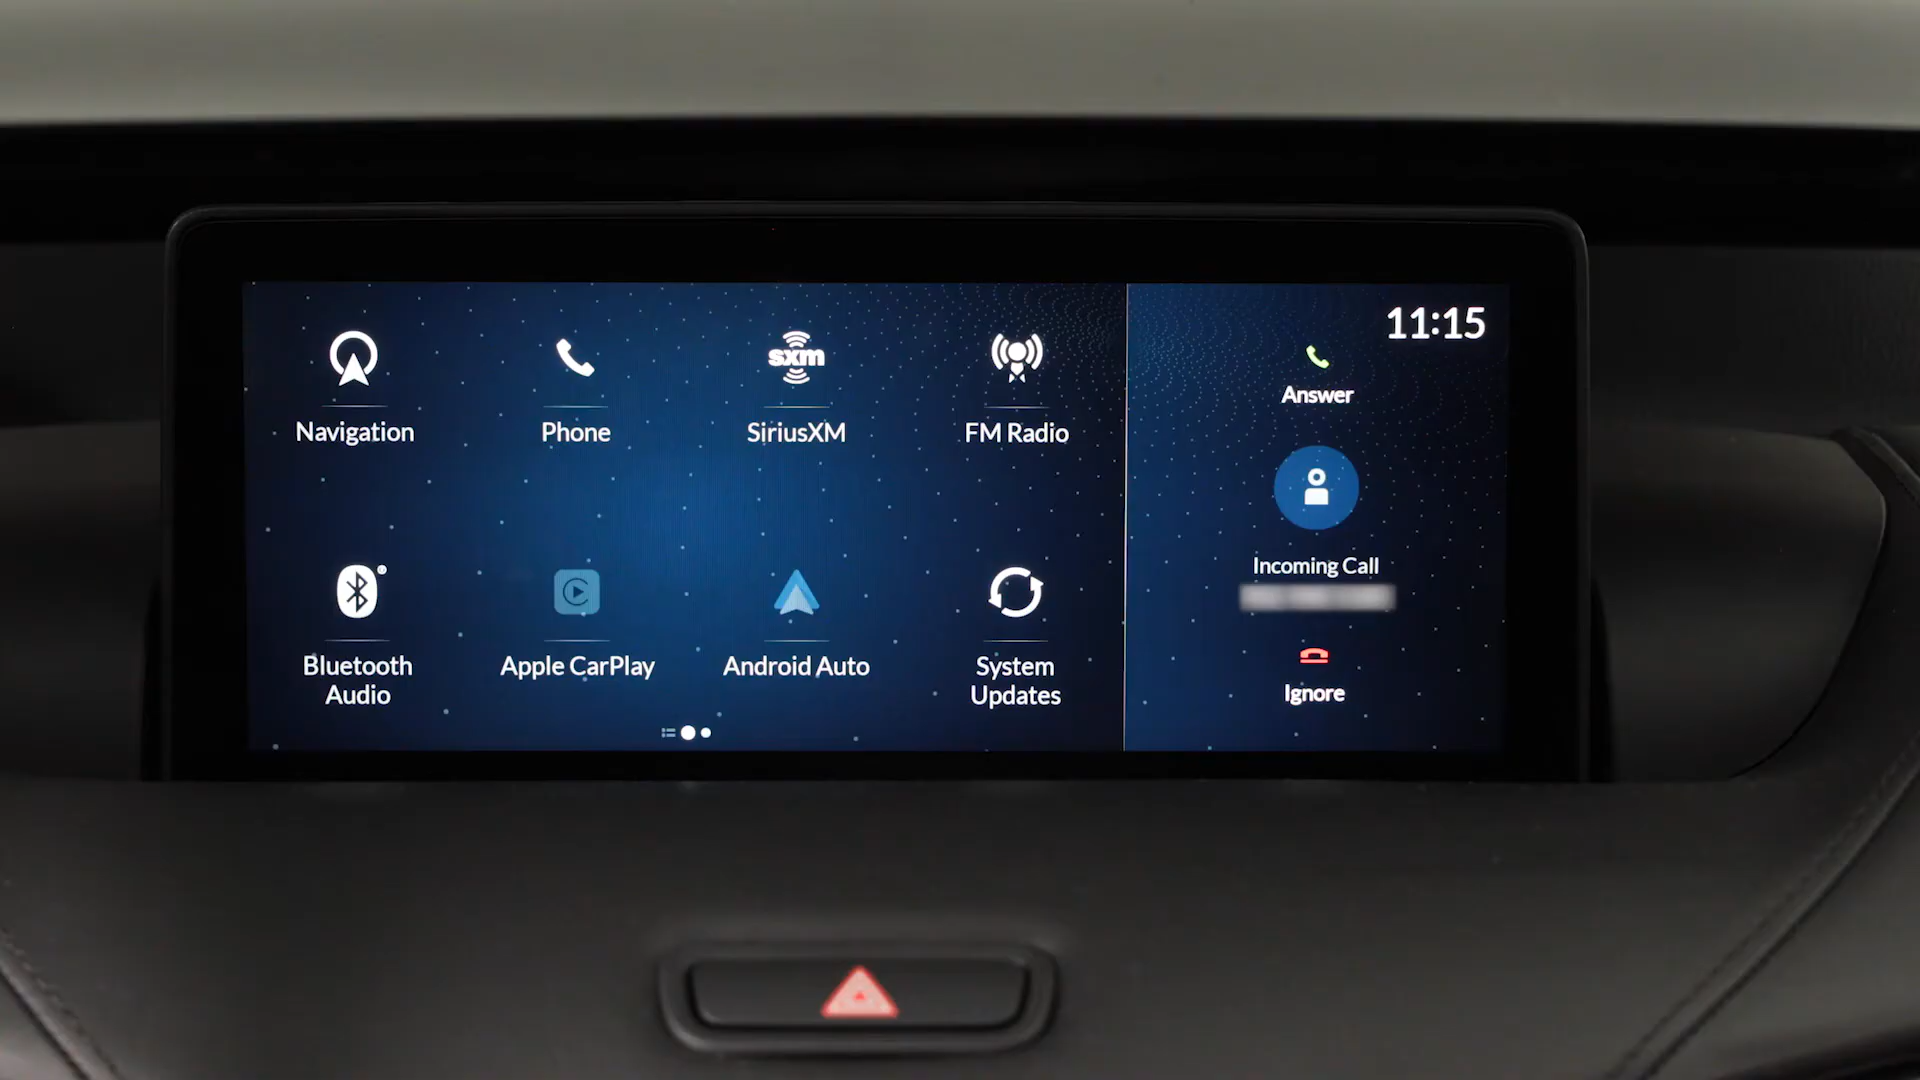 11:15
sxm
Navigation
Phone
SiriusXM
FM Radio
Bluetooth
Audio
Apple CarPlay
Android Auto
System
Updates
Answer
Incoming Call
Ignore